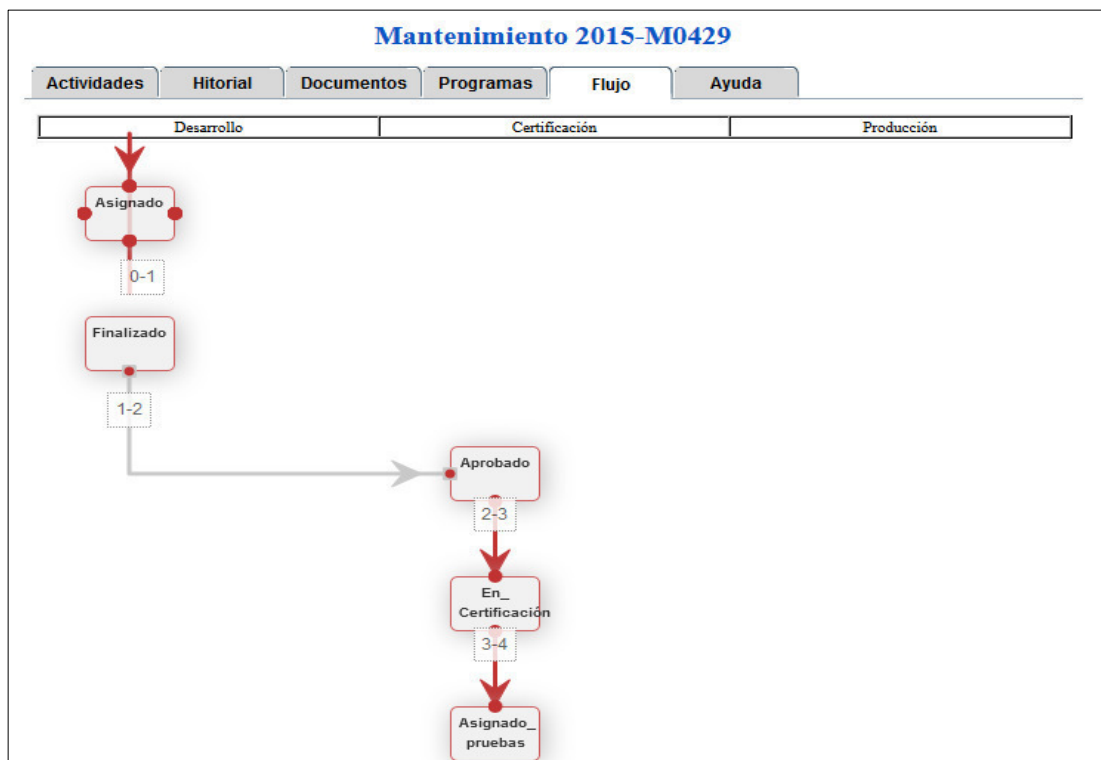 Mantenimiento 2015-M0429
Actividades Hitorial Documentos Programas Flujo Ayuda
Desarrollo Certificación Producción
Asignado
0-1
Finalizado
1-2
Aprobado
2-3
En_
Certificación
3-4
Asignado_
pruebas